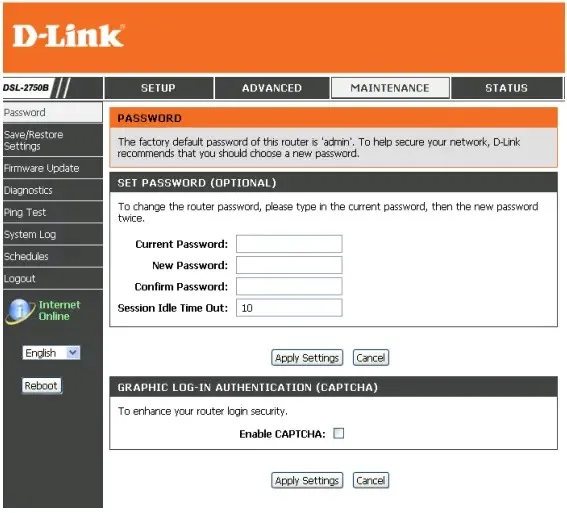 D-Link
DSL-2750B
SETUP
ADVANCED
MAINTENANCE
STATUS
Password
Save/Restore
Settings
Firmware Update
Diagnostics
Ping Test
System Log
Schedules
Logout
Internet
Online
English
Reboot
PASSWORD
The factory default password of this router is 'admin'. To help secure your network, D-Link
recommends that you should choose a new password.
SET PASSWORD (OPTIONAL)
To change the router password, please type in the current password, then the new password
twice.
Current Password:
New Password:
Confirm Password:
Session Idle Time Out: 10
Apply Settings Cancel
GRAPHIC LOG-IN AUTHENTICATION (CAPTCHA)
To enhance your router login security.
Enable CAPTCHA:
Apply Settings Cancel